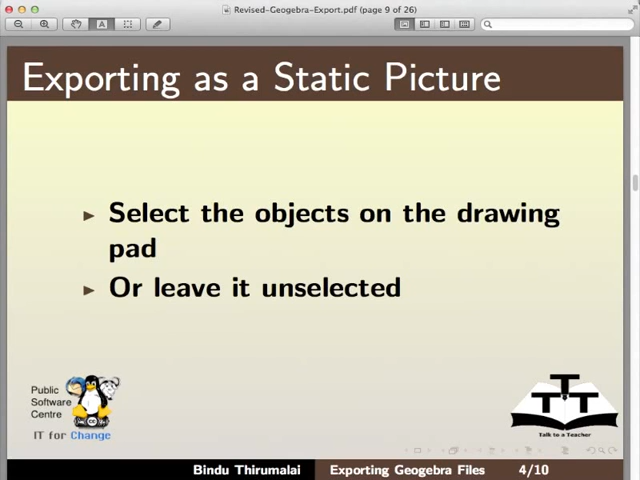 Revised-Geogebra-Export.pdf (page 9 of 26)
Exporting as a Static Picture
Select the objects on the drawing
pad
Or leave it unselected
Public
Software
Centre
IT for Change
TTT
Talk to a Teacher
Bindu Thirumalai Exporting Geogebra Files 4/10